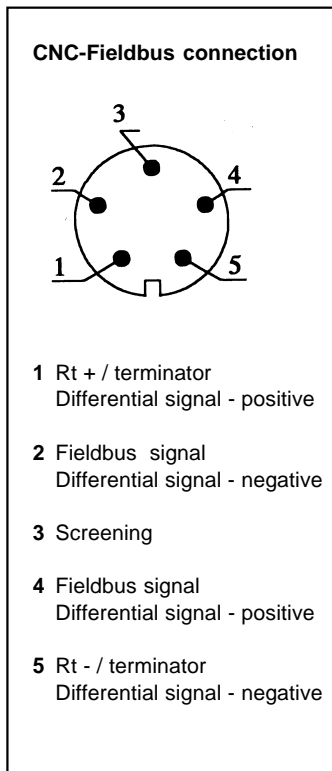 CNC-Fieldbus connection
3
2
4
1
5
1 Rt + / terminator
Differential signal - positive
2 Fieldbus signal
Differential signal - negative
3 Screening
4 Fieldbus signal
Differential signal - positive
5 Rt - / terminator
Differential signal - negative